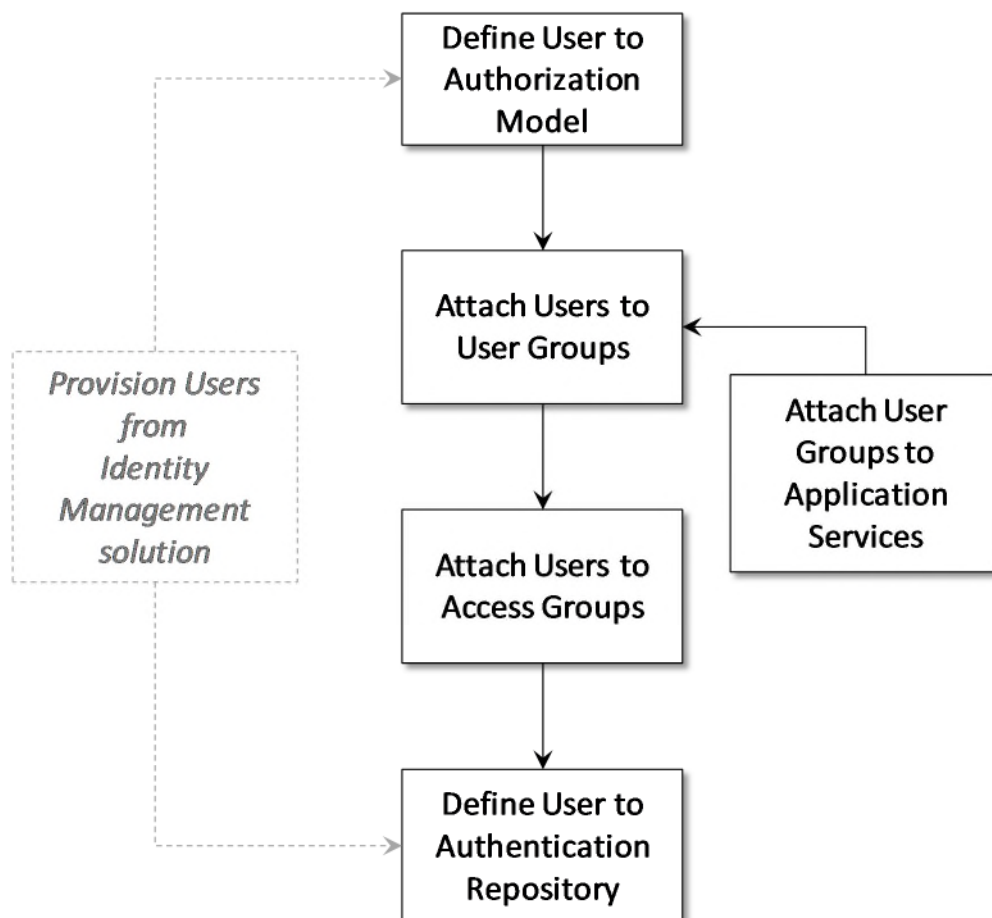 Define User to
Authorization
Model
Attach Users to
User Groups
Provision Users
from
Identity
Management
solution
Attach User
Groups to
Application
Services
Attach Users to
Access Groups
Define User to
Authentication
Repository